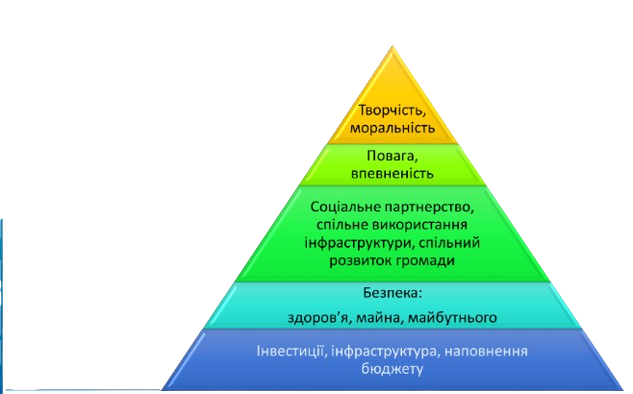 Творчість,
моральність
Повага,
впевненість
Соціальне партнерство,
спільне використання
інфраструктури, спільний
розвиток громади
Безпека:
здоров’я, майна, майбутнього
Інвестиції, інфраструктура, наповнення
бюджету